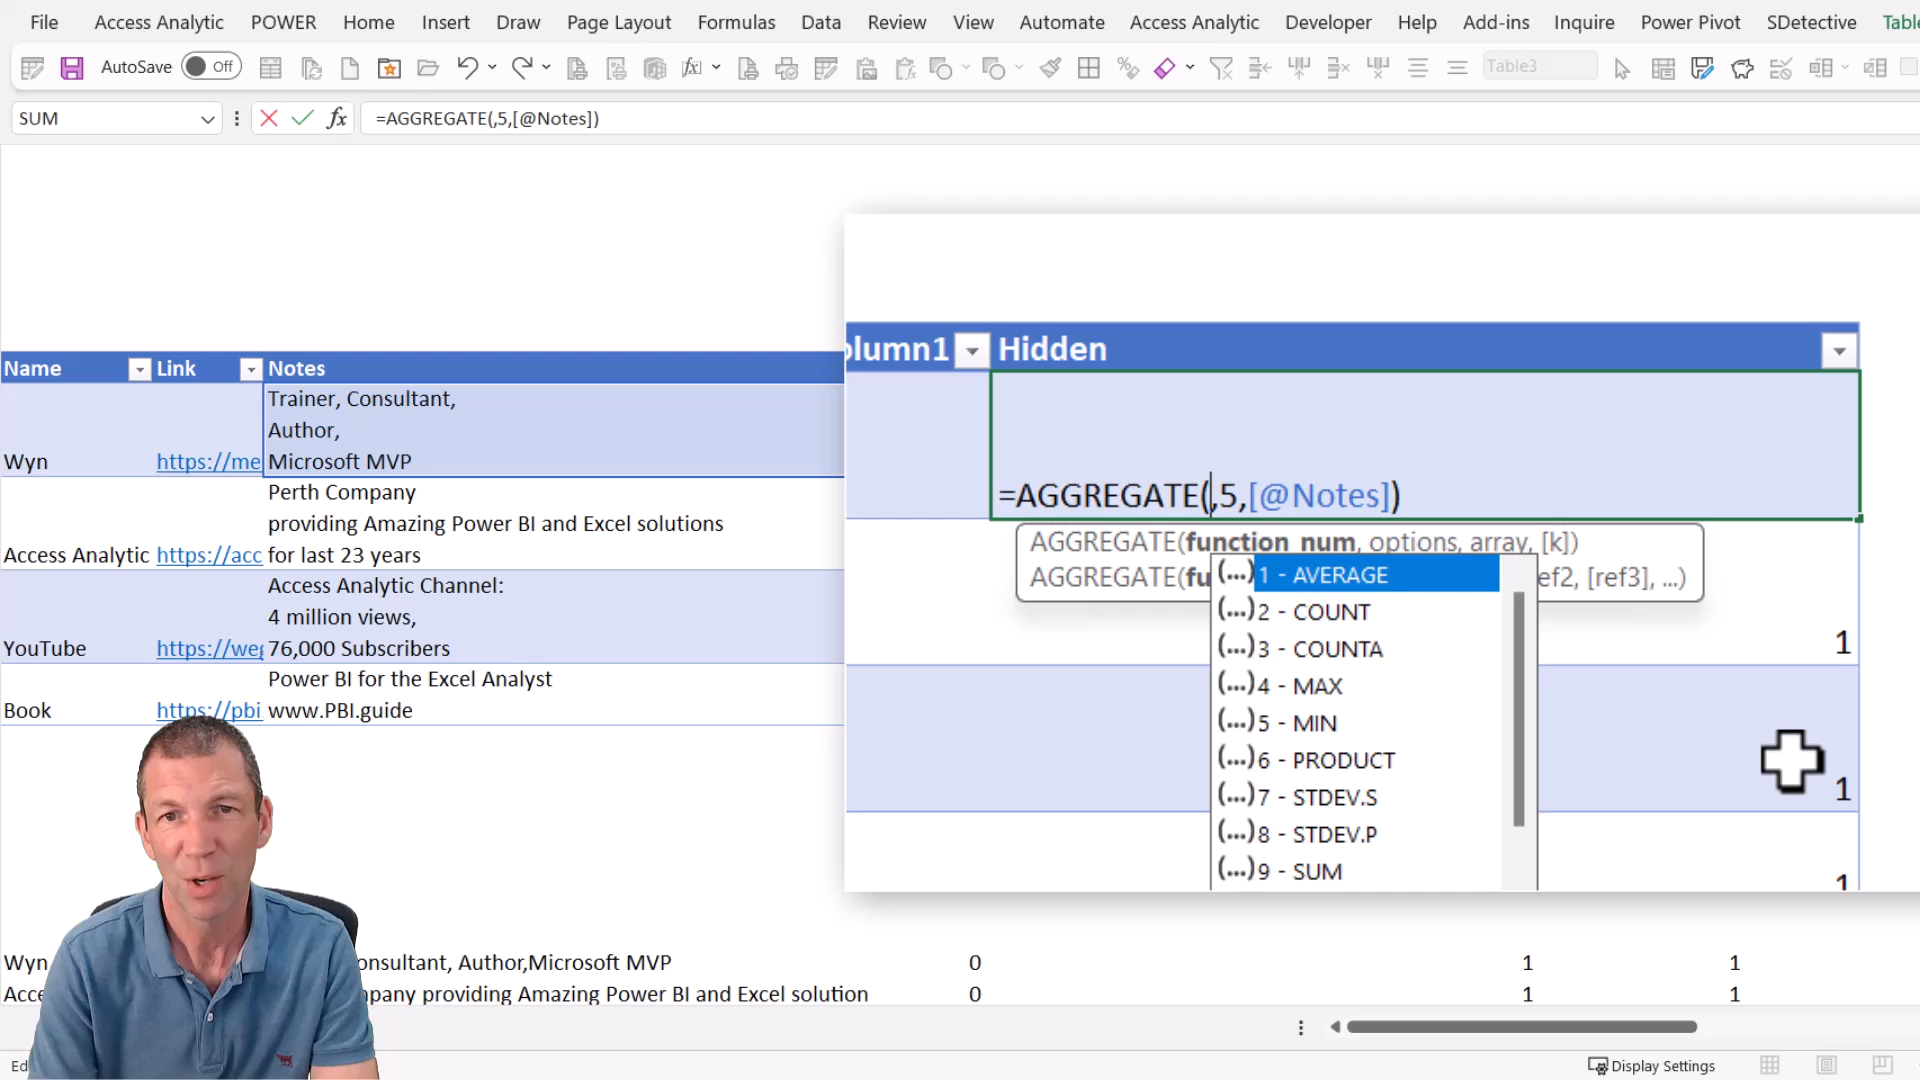 File Access Analytic POWER Home Insert Draw Page Layout Formulas Data Review View Automate Access Analytic Developer Help Add-ins Inquire Power Pivot SDetective
AutoSave Off Table3
SUM =AGGREGATE(,5,[@Notes])
Name Link Notes
Trainer, Consultant,
Author,
Wyn https://me Microsoft MVP
Perth Company
providing Amazing Power BI and Excel solutions
Access Analytic https://acc for last 23 years
Access Analytic Channel:
4 million views,
YouTube https://we 76,000 Subscribers
Power BI for the Excel Analyst
Book https://pbi www.PBI.guide
olumn1 Hidden
=AGGREGATE(,5,[@Notes])
AGGREGATE(function_num, options, array, [k])
AGGREGATE(fu ef2, [ref3], ...)
(...) 1 - AVERAGE
(...) 2 - COUNT
(...) 3 - COUNTA
(...) 4 - MAX
(...) 5 - MIN
(...) 6 - PRODUCT
(...) 7 - STDEV.S
(...) 8 - STDEV.P
(...) 9 - SUM
1
1
1
Wyn onsultant, Author,Microsoft MVP 0 1 1
Acce mpany providing Amazing Power BI and Excel solution 0 1 1
Display Settings